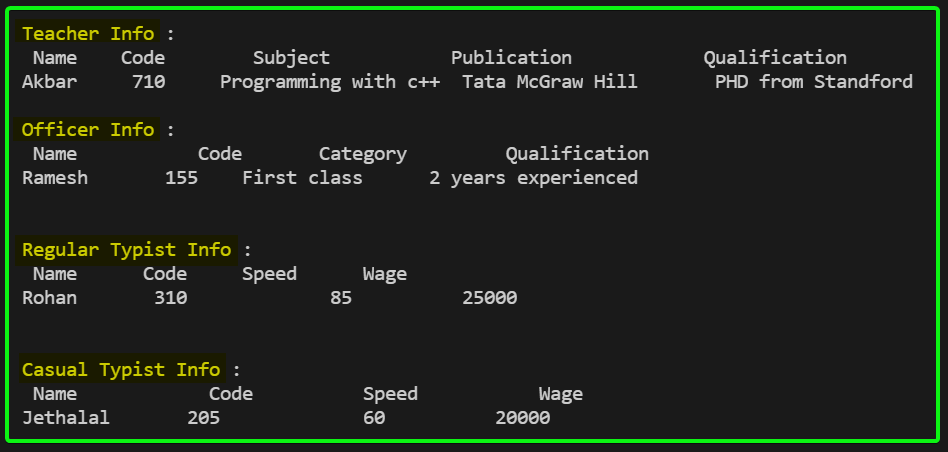 Teacher Info :
Name Code Subject Publication Qualification
Akbar 710 Programming with c++ Tata McGraw Hill PHD from Standford
Officer Info :
Name Code Category Qualification
Ramesh 155 First class 2 years experienced
Regular Typist Info :
Name Code Speed Wage
Rohan 310 85 25000
Casual Typist Info :
Name Code Speed Wage
Jethalal 205 60 20000